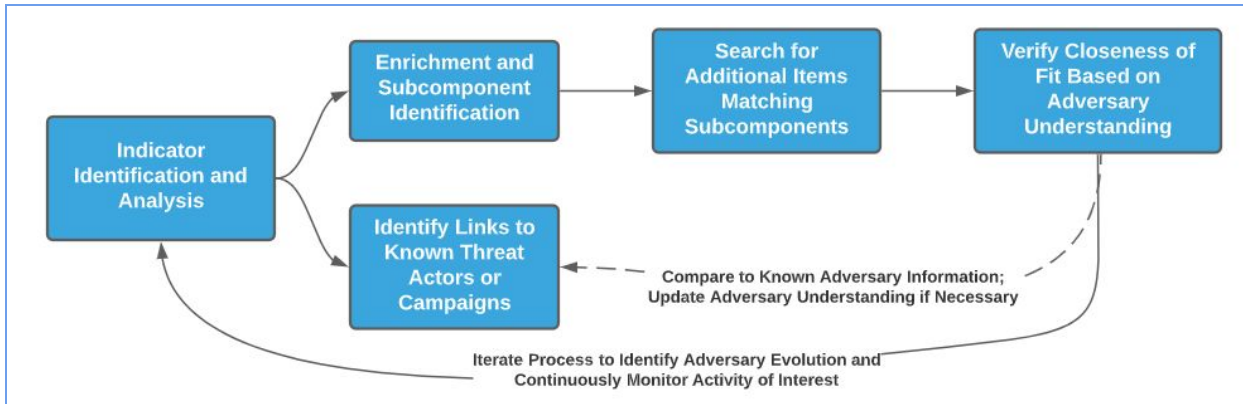 Indicator
Identification and
Analysis
Enrichment and
Subcomponent
Identification
Search for
Additional Items
Matching
Subcomponents
Verify Closeness of
Fit Based on
Adversary
Understanding
Identify Links to
Known Threat
Actors or
Campaigns
Compare to Known Adversary Information;
Update Adversary Understanding if Necessary
Iterate Process to Identify Adversary Evolution and
Continuously Monitor Activity of Interest